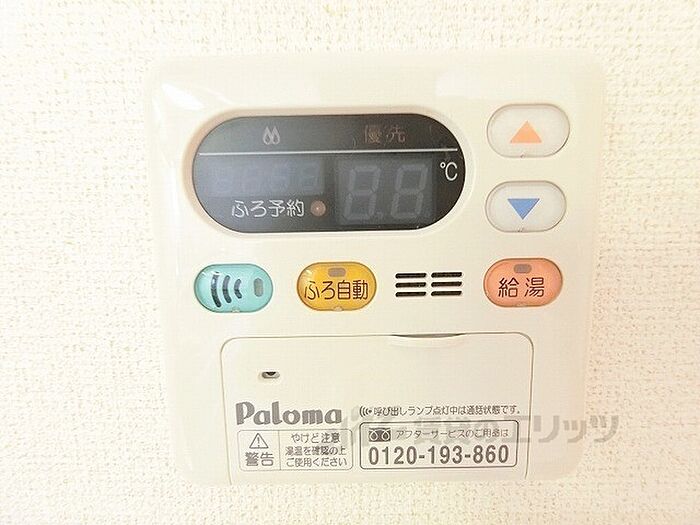 優先
℃
ふろ予約
ふろ自動
給湯
Paloma
呼び出しランプ点灯中は通話状態です。
警告
やけど注意
湯温を確認の上
ご使用ください
アフターサービスのご用品は
0120-193-860